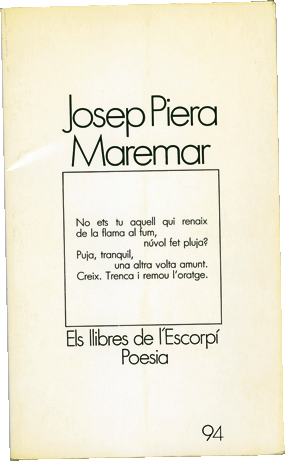 Josep Piera
Maremar
No ets tu aquell qui renaix
de la flama al fum,
núvol fet pluja?
Puja, tranquil,
una altra volta amunt.
Creix. Trenca i remou l'oratge.
Els llibres de l'Escorpí
Poesia
94